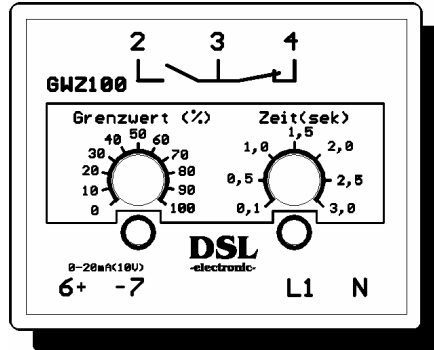 2 3 4
GWZ100
Grenzwert (%) Zeit(sek)
0 10 20 30 40 50 60 70 80 90 100
0,1 0,5 1,0 1,5 2,0 2,5 3,0
DSL
-electronic-
0-20mA(10V)
6+ -7 L1 N